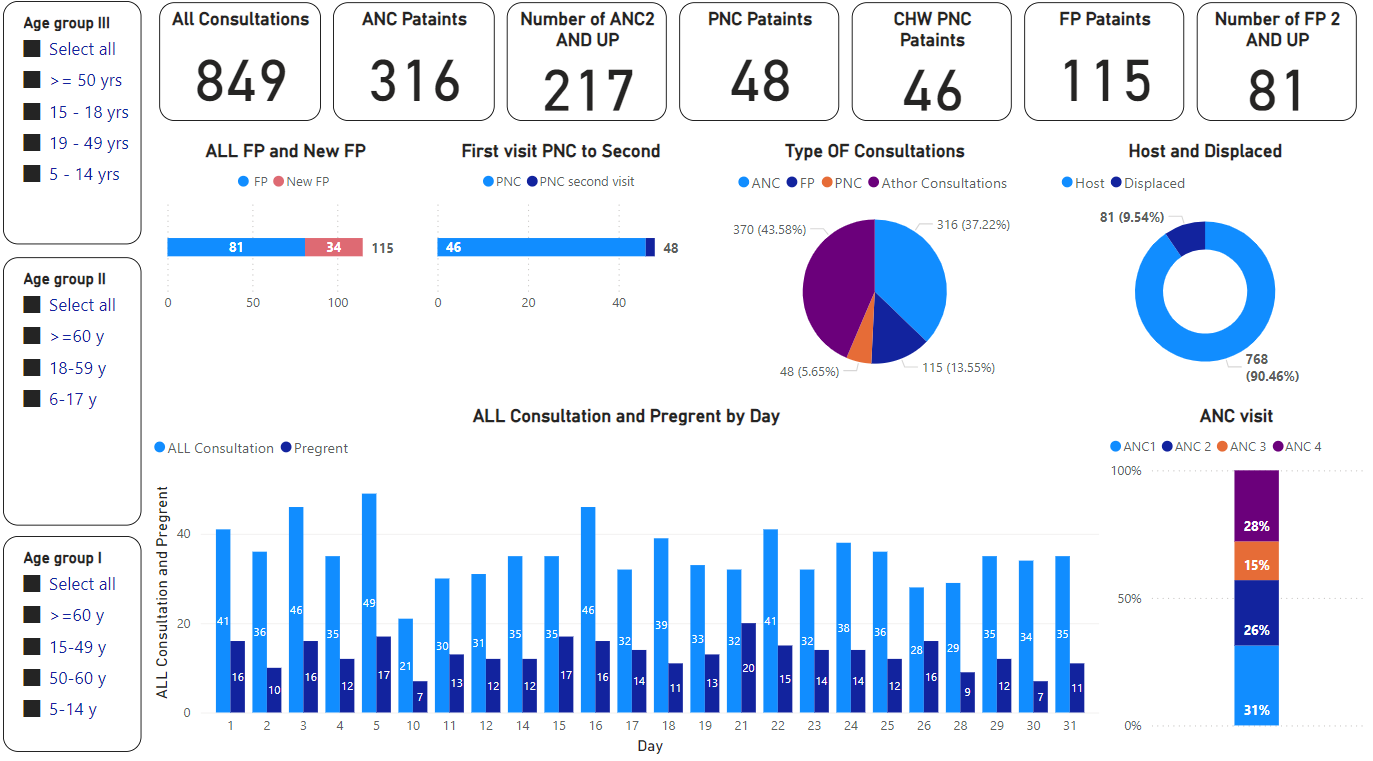 Age group III
Select all
>= 50 yrs
15 - 18 yrs
19 - 49 yrs
5 - 14 yrs
Age group II
Select all
>=60 y
18-59 y
6-17 y
Age group I
Select all
>=60 y
15-49 y
50-60 y
5-14 y
All Consultations
849
ANC Pataints
316
Number of ANC2
AND UP
217
PNC Pataints
48
CHW PNC
Pataints
46
FP Pataints
115
Number of FP 2
AND UP
81
ALL FP and New FP
FP New FP
81 34 115
0 50 100
First visit PNC to Second
PNC PNC second visit
46 48
0 20 40
Type OF Consultations
ANC FP PNC Athor Consultations
370 (43.58%)
316 (37.22%)
48 (5.65%)
115 (13.55%)
Host and Displaced
Host Displaced
81 (9.54%)
768
(90.46%)
ALL Consultation and Pregrent by Day
ALL Consultation Pregrent
ALL Consultation and Pregrent
40
20
0
41 16 36 10 46 16 35 12 49 17 21 7 30 13 31 12 35 12 35 17 46 16 32 14 39 11 33 13 32 20 41 15 32 14 38 14 36 12 28 16 29 9 35 12 34 7 35 11
1 2 3 4 5 10 11 12 14 15 16 17 18 19 21 22 23 24 25 26 28 29 30 31
Day
ANC visit
ANC1 ANC 2 ANC 3 ANC 4
100%
50%
0%
28%
15%
26%
31%